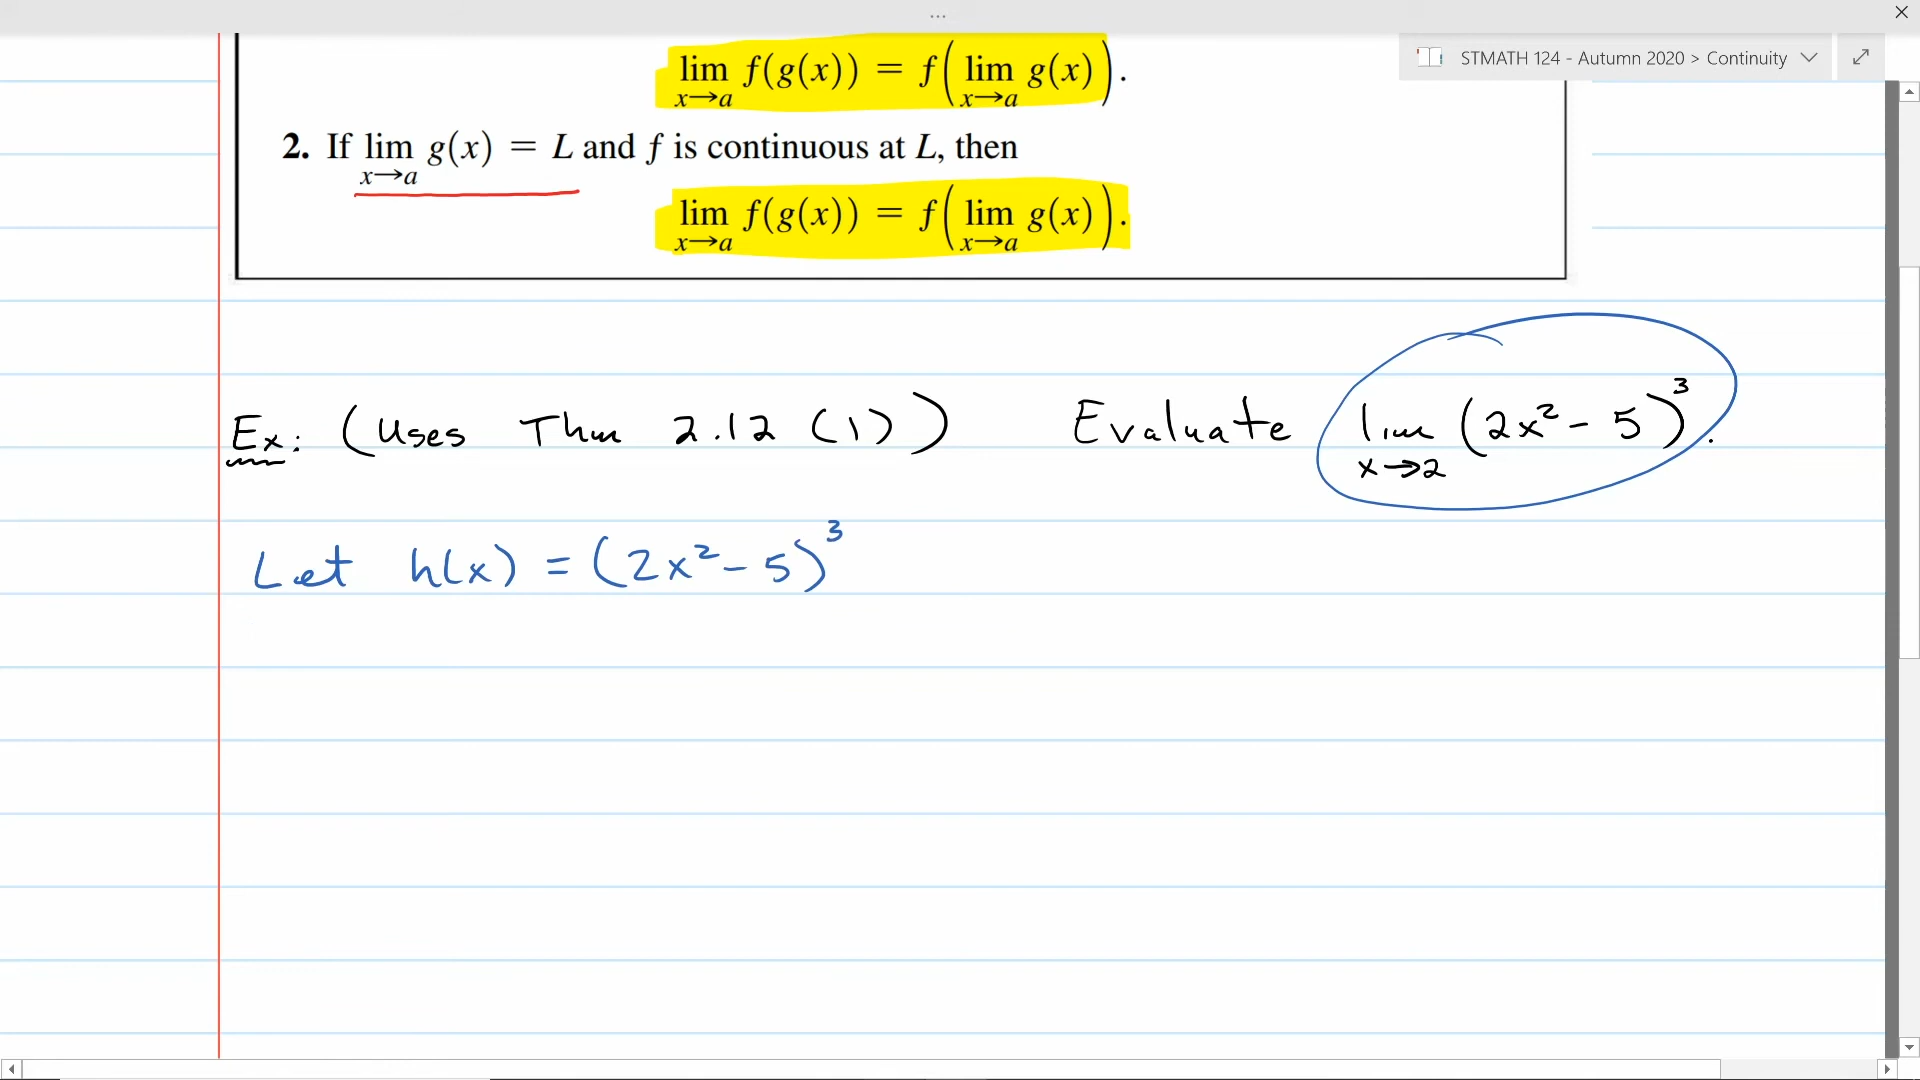 ...
STMATH 124 - Autumn 2020 > Continuity
lim x→a f(g(x)) = f( lim x→a g(x) ).
2. If lim x→a g(x) = L and f is continuous at L, then
lim x→a f(g(x)) = f( lim x→a g(x) ).
Ex: (Uses Thm 2.12 (1)) Evaluate lim x→2 (2x² - 5)³.
Let h(x) = (2x² - 5)³